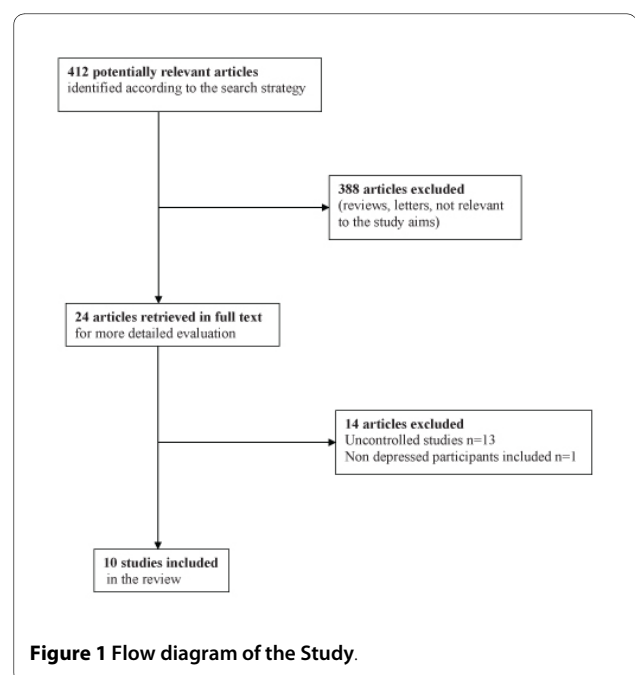 412 potentially relevant articles
identified according to the search strategy
388 articles excluded
(reviews, letters, not relevant
to the study aims)
24 articles retrieved in full text
for more detailed evaluation
14 articles excluded
Uncontrolled studies n=13
Non depressed participants included n=1
10 studies included
in the review
Figure 1 Flow diagram of the Study.